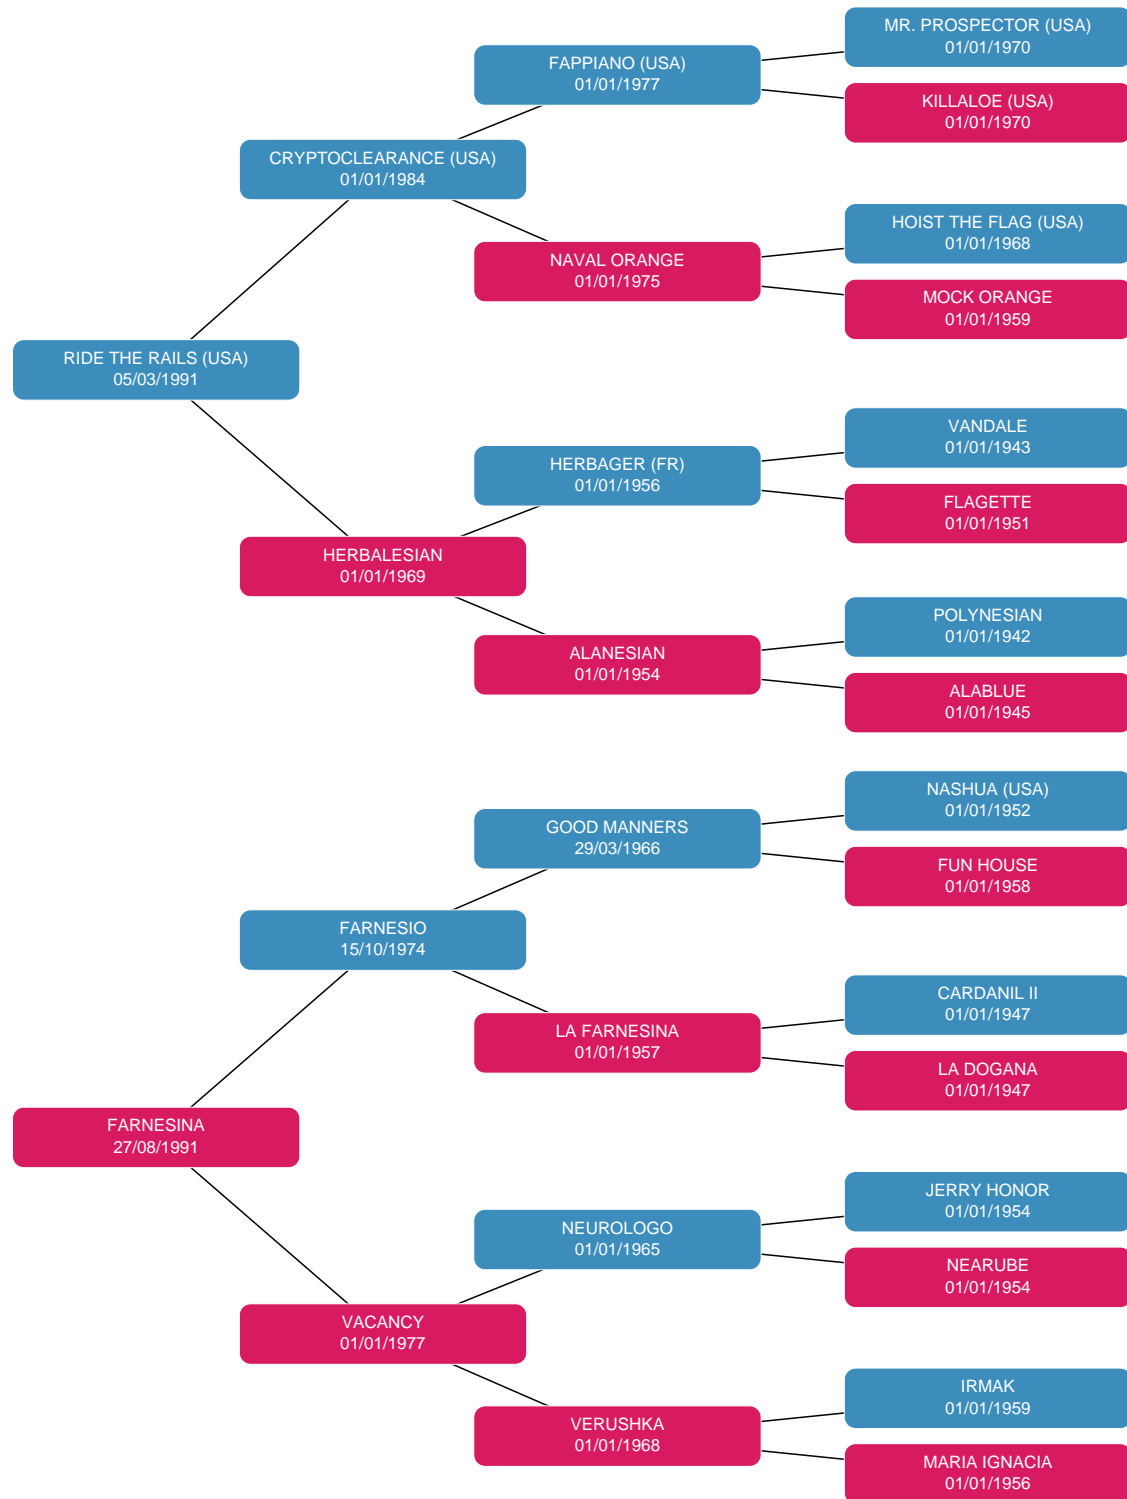 MR. PROSPECTOR (USA)
01/01/1970
FAPPIANO (USA)
01/01/1977
KILLALOE (USA)
01/01/1970
CRYPTOCLEARANCE (USA)
01/01/1984
HOIST THE FLAG (USA)
01/01/1968
NAVAL ORANGE
01/01/1975
MOCK ORANGE
01/01/1959
RIDE THE RAILS (USA)
05/03/1991
VANDALE
01/01/1943
HERBAGER (FR)
01/01/1956
FLAGETTE
01/01/1951
HERBALESIAN
01/01/1969
POLYNESIAN
01/01/1942
ALANESIAN
01/01/1954
ALABLUE
01/01/1945
NASHUA (USA)
01/01/1952
GOOD MANNERS
29/03/1966
FUN HOUSE
01/01/1958
FARNESIO
15/10/1974
CARDANIL II
01/01/1947
LA FARNESINA
01/01/1957
LA DOGANA
01/01/1947
FARNESINA
27/08/1991
JERRY HONOR
01/01/1954
NEUROLOGO
01/01/1965
NEARUBE
01/01/1954
VACANCY
01/01/1977
IRMAK
01/01/1959
VERUSHKA
01/01/1968
MARIA IGNACIA
01/01/1956